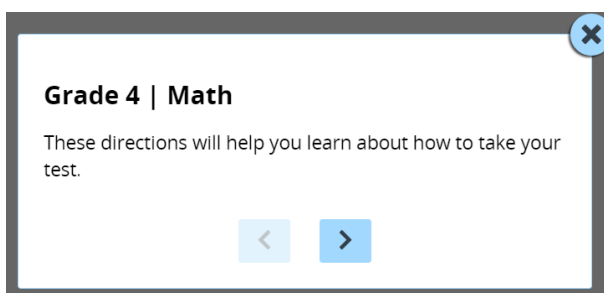 Grade 4 | Math
These directions will help you learn about how to take your
test.